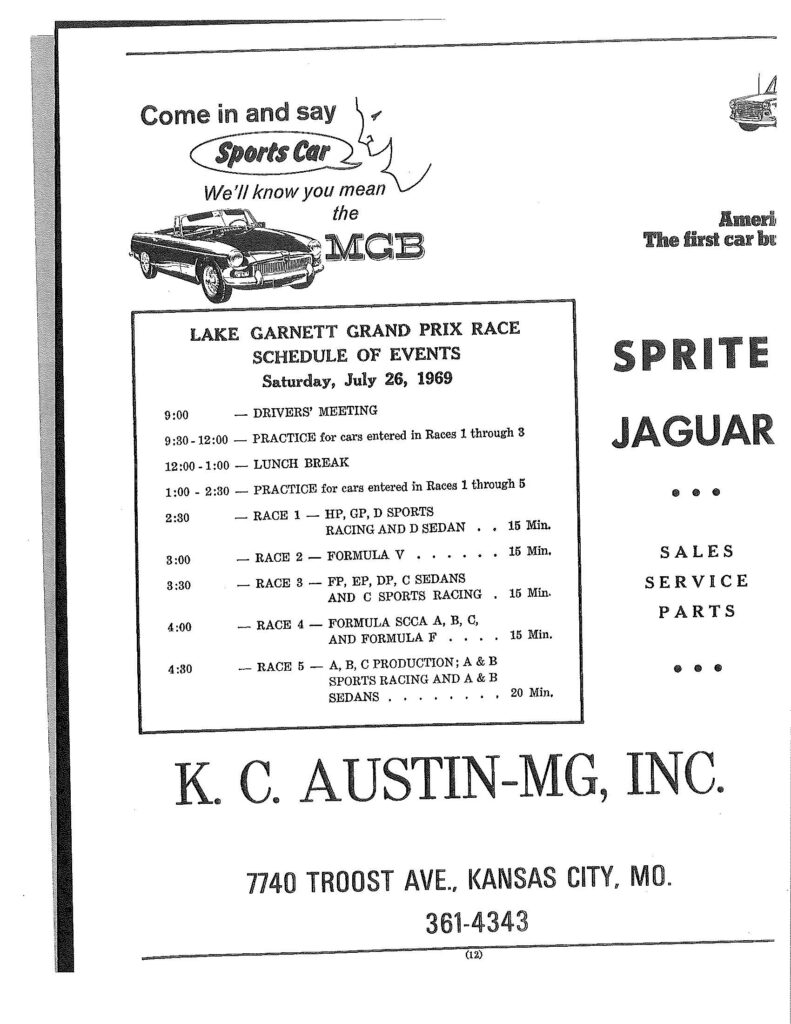 Come in and say
Sports Car
We'll know you mean
the
MGB
Ameri
The first car bu
LAKE GARNETT GRAND PRIX RACE
SCHEDULE OF EVENTS
Saturday, July 26, 1969
9:00 — DRIVERS' MEETING
9:30 - 12:00 — PRACTICE for cars entered in Races 1 through 3
12:00 - 1:00 — LUNCH BREAK
1:00 - 2:30 — PRACTICE for cars entered in Races 1 through 5
2:30 — RACE 1 — HP, GP, D SPORTS
RACING AND D SEDAN . . 15 Min.
3:00 — RACE 2 — FORMULA V . . . . . . 15 Min.
3:30 — RACE 3 — FP, EP, DP, C SEDANS
AND C SPORTS RACING . 15 Min.
4:00 — RACE 4 — FORMULA SCCA A, B, C,
AND FORMULA F . . . . 15 Min.
4:30 — RACE 5 — A, B, C PRODUCTION; A & B
SPORTS RACING AND A & B
SEDANS . . . . . . . . 20 Min.
SPRITE
JAGUAR
• • •
SALES
SERVICE
PARTS
• • •
K. C. AUSTIN-MG, INC.
7740 TROOST AVE., KANSAS CITY, MO.
361-4343
(12)